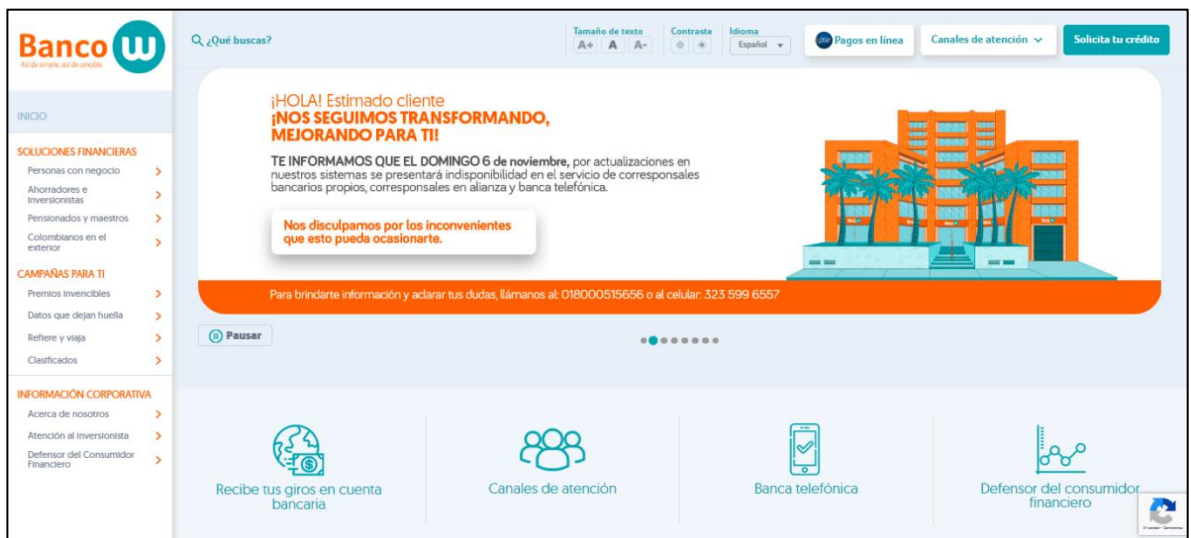 Banco W
Así de simple, así de amable.
¿Qué buscas?
Tamaño de texto
A+ A A-
Contraste
Idioma
Español
pse Pagos en línea
Canales de atención
Solicita tu crédito
INICIO
SOLUCIONES FINANCIERAS
Personas con negocio
Ahorradores e
Inversionistas
Pensionados y maestros
Colombianos en el
exterior
CAMPAÑAS PARA TI
Premios invencibles
Datos que dejan huella
Refiere y viaja
Clasificados
INFORMACIÓN CORPORATIVA
Acerca de nosotros
Atención al Inversionista
Defensor del Consumidor
Financiero
¡HOLA! Estimado cliente
¡NOS SEGUIMOS TRANSFORMANDO,
MEJORANDO PARA TI!
TE INFORMAMOS QUE EL DOMINGO 6 de noviembre, por actualizaciones en
nuestros sistemas se presentará indisponibilidad en el servicio de corresponsales
bancarios propios, corresponsales en alianza y banca telefónica.
Nos disculpamos por los inconvenientes
que esto pueda ocasionarte.
Para brindarte información y aclarar tus dudas, llámanos al: 018000515656 o al celular: 323 599 6557
Pausar
Recibe tus giros en cuenta
bancaria
Canales de atención
Banca telefónica
Defensor del consumidor
financiero